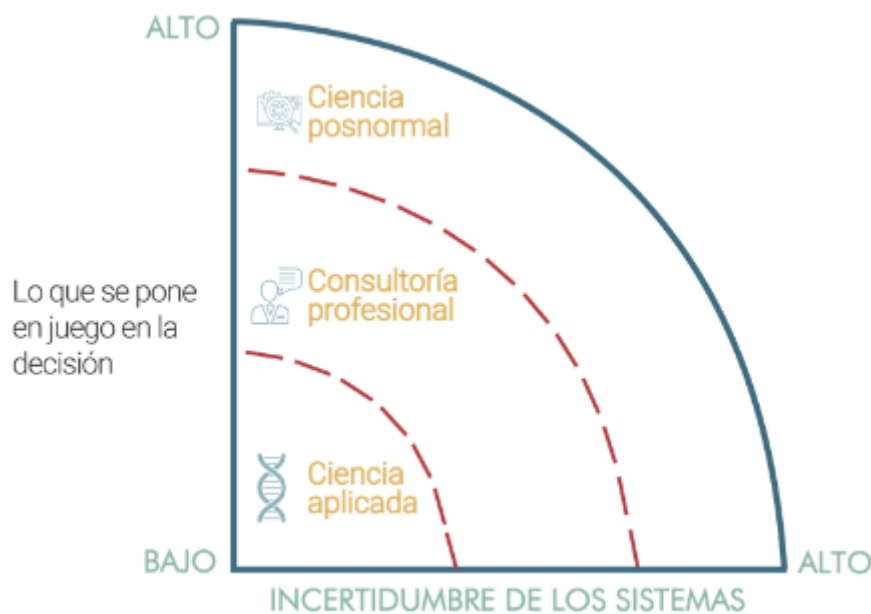 ALTO
Ciencia
posnormal
Lo que se pone
en juego en la
decisión
Consultoría
profesional
Ciencia
aplicada
BAJO
ALTO
INCERTIDUMBRE DE LOS SISTEMAS